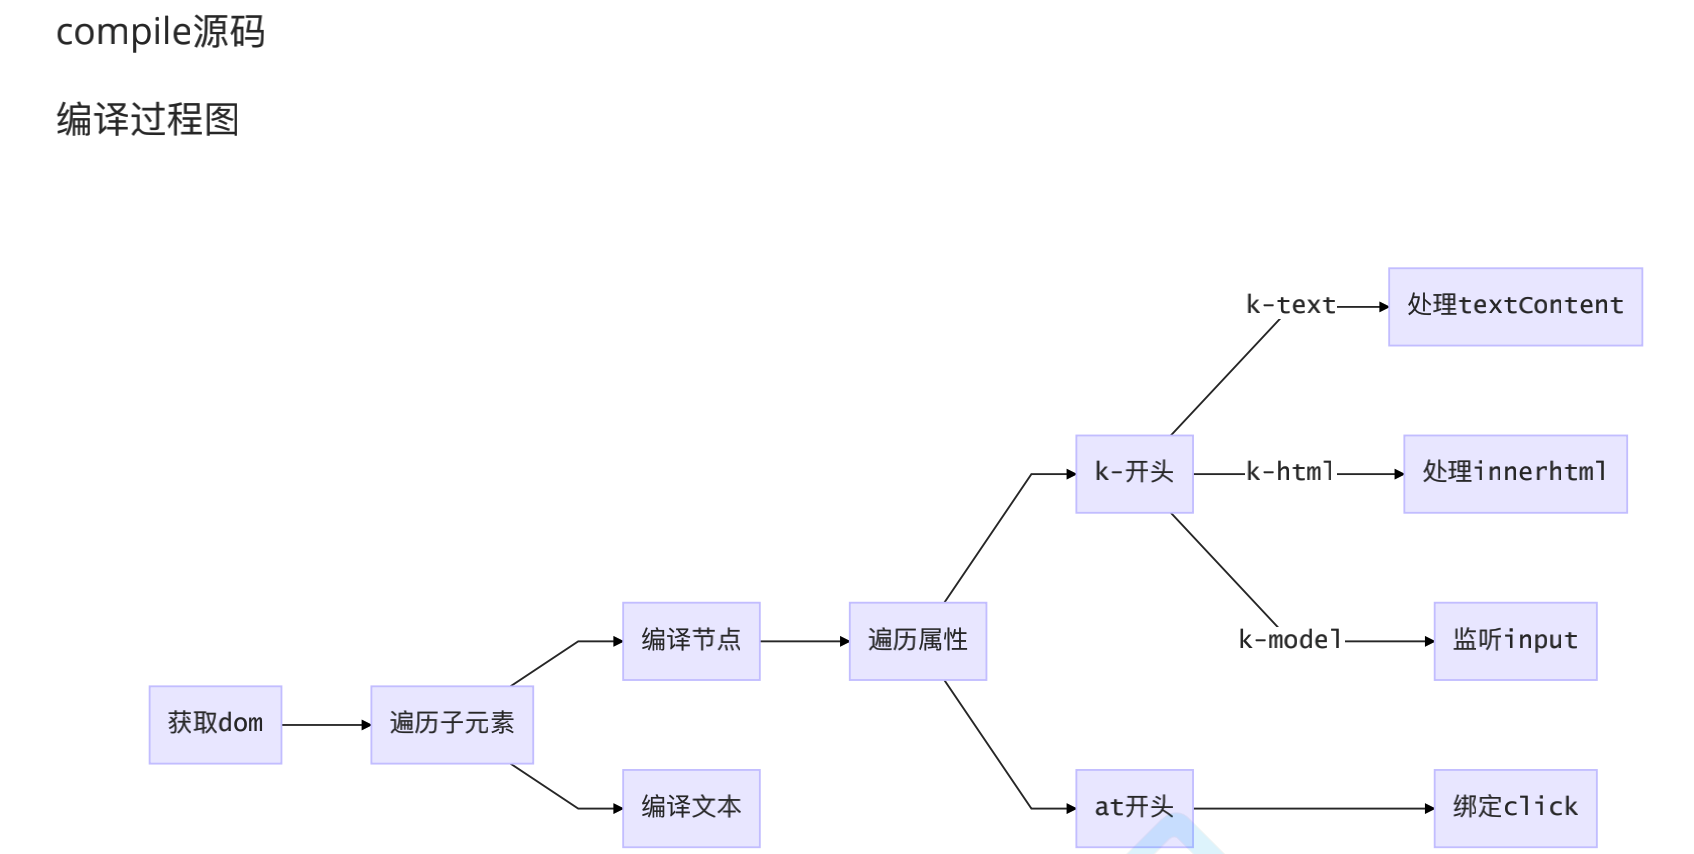 compile源码
编译过程图
k-text
处理textContent
k-开头
k-html
处理innerhtml
编译节点
遍历属性
k-model
监听input
获取dom
遍历子元素
编译文本
at开头
绑定click